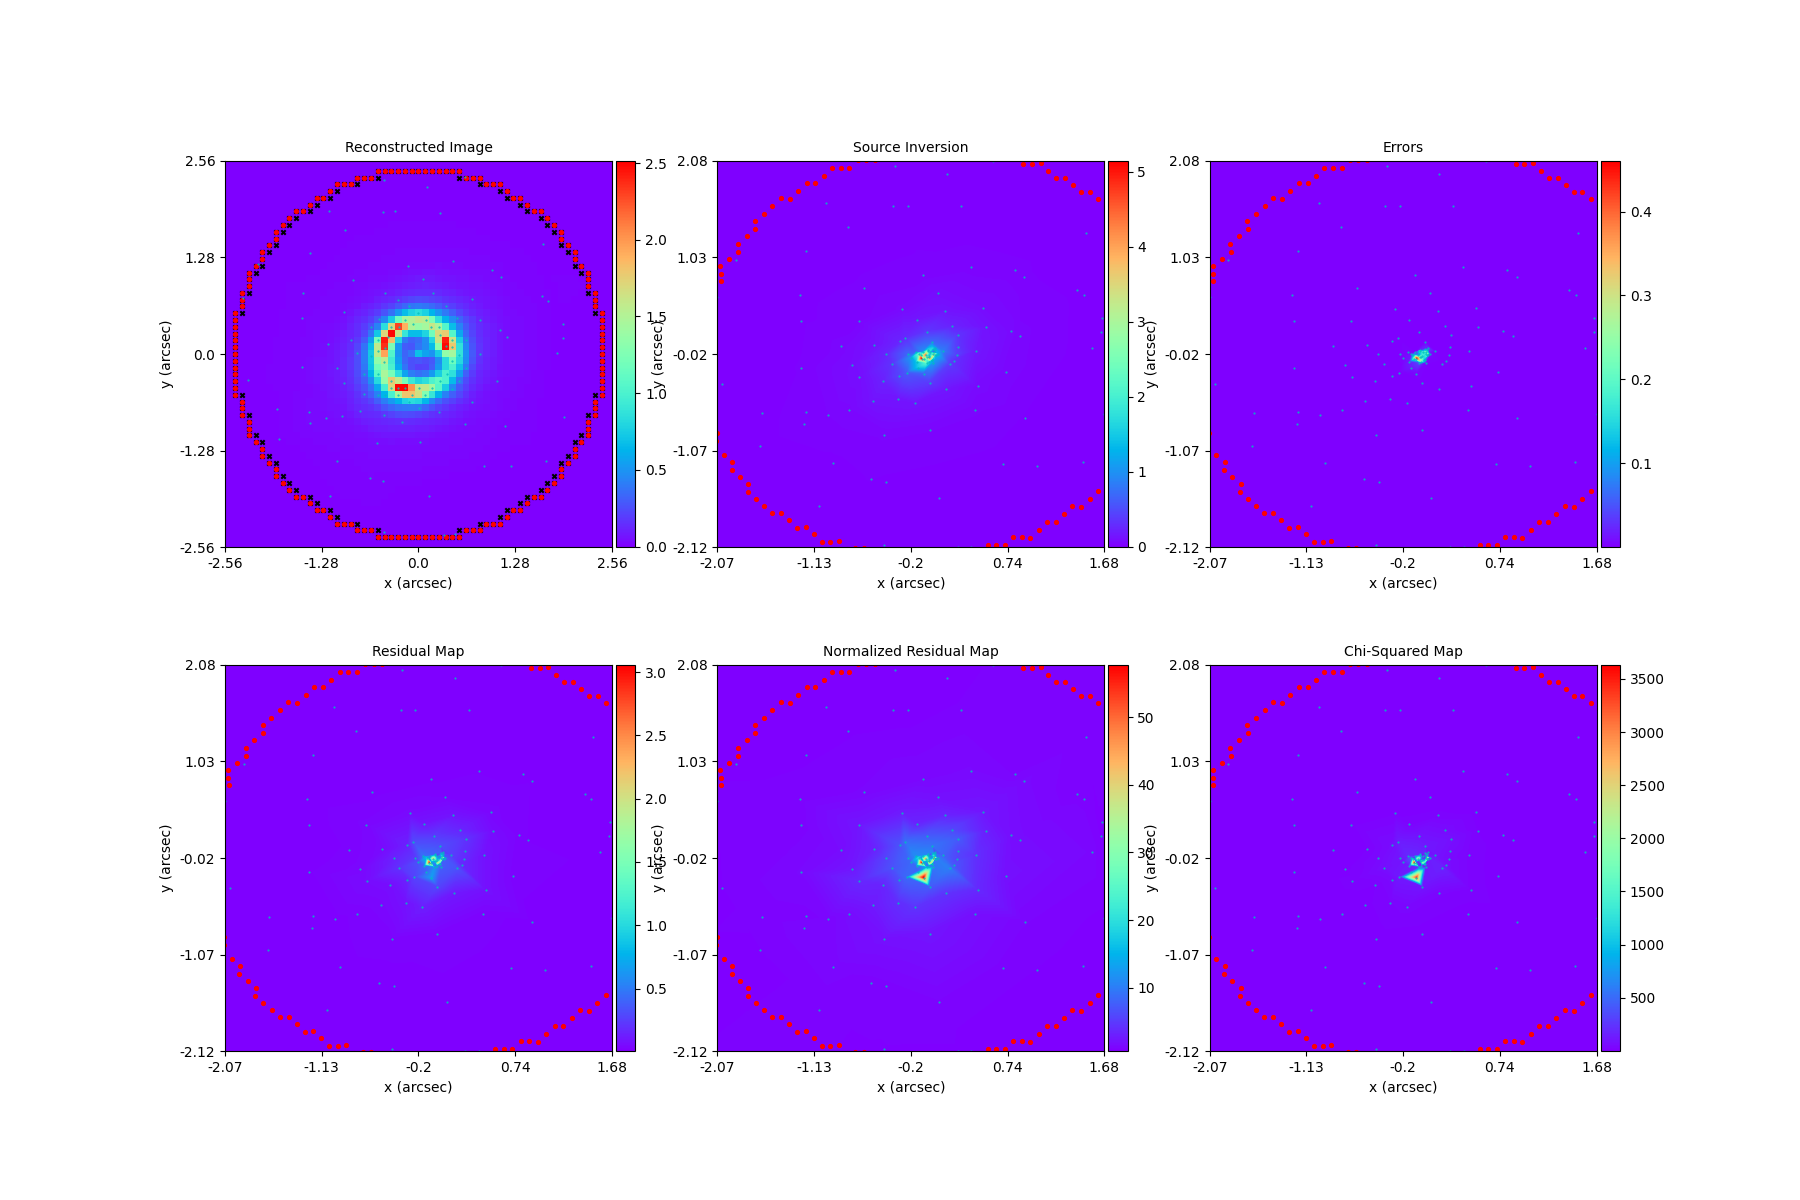 Reconstructed Image
2.56
1.28
0.0
-1.28
-2.56
y (arcsec)
-2.56 -1.28 0.0 1.28 2.56
x (arcsec)
2.5
2.0
1.5
1.0
0.5
0.0
Source Inversion
2.08
1.03
-0.02
-1.07
-2.12
y (arcsec)
-2.07 -1.13 -0.2 0.74 1.68
x (arcsec)
5
4
3
2
1
0
Errors
2.08
1.03
-0.02
-1.07
-2.12
y (arcsec)
-2.07 -1.13 -0.2 0.74 1.68
x (arcsec)
0.4
0.3
0.2
0.1
Residual Map
2.08
1.03
-0.02
-1.07
-2.12
y (arcsec)
-2.07 -1.13 -0.2 0.74 1.68
x (arcsec)
3.0
2.5
2.0
1.5
1.0
0.5
Normalized Residual Map
2.08
1.03
-0.02
-1.07
-2.12
y (arcsec)
-2.07 -1.13 -0.2 0.74 1.68
x (arcsec)
50
40
30
20
10
Chi-Squared Map
2.08
1.03
-0.02
-1.07
-2.12
y (arcsec)
-2.07 -1.13 -0.2 0.74 1.68
x (arcsec)
3500
3000
2500
2000
1500
1000
500